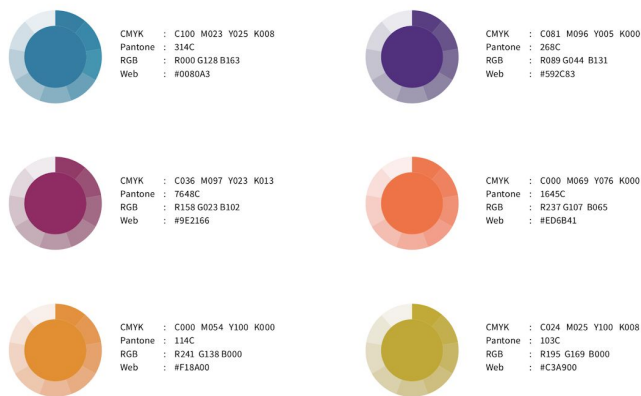 CMYK : C100 M023 Y025 K008
Pantone : 314C
RGB : R000 G128 B163
Web : #0080A3
CMYK : C081 M096 Y005 K000
Pantone : 268C
RGB : R089 G044 B131
Web : #592C83
CMYK : C036 M097 Y023 K013
Pantone : 7648C
RGB : R158 G023 B102
Web : #9E2166
CMYK : C000 M069 Y076 K000
Pantone : 1645C
RGB : R237 G107 B065
Web : #ED6B41
CMYK : C000 M054 Y100 K000
Pantone : 114C
RGB : R241 G138 B000
Web : #F18A00
CMYK : C024 M025 Y100 K008
Pantone : 103C
RGB : R195 G169 B000
Web : #C3A900